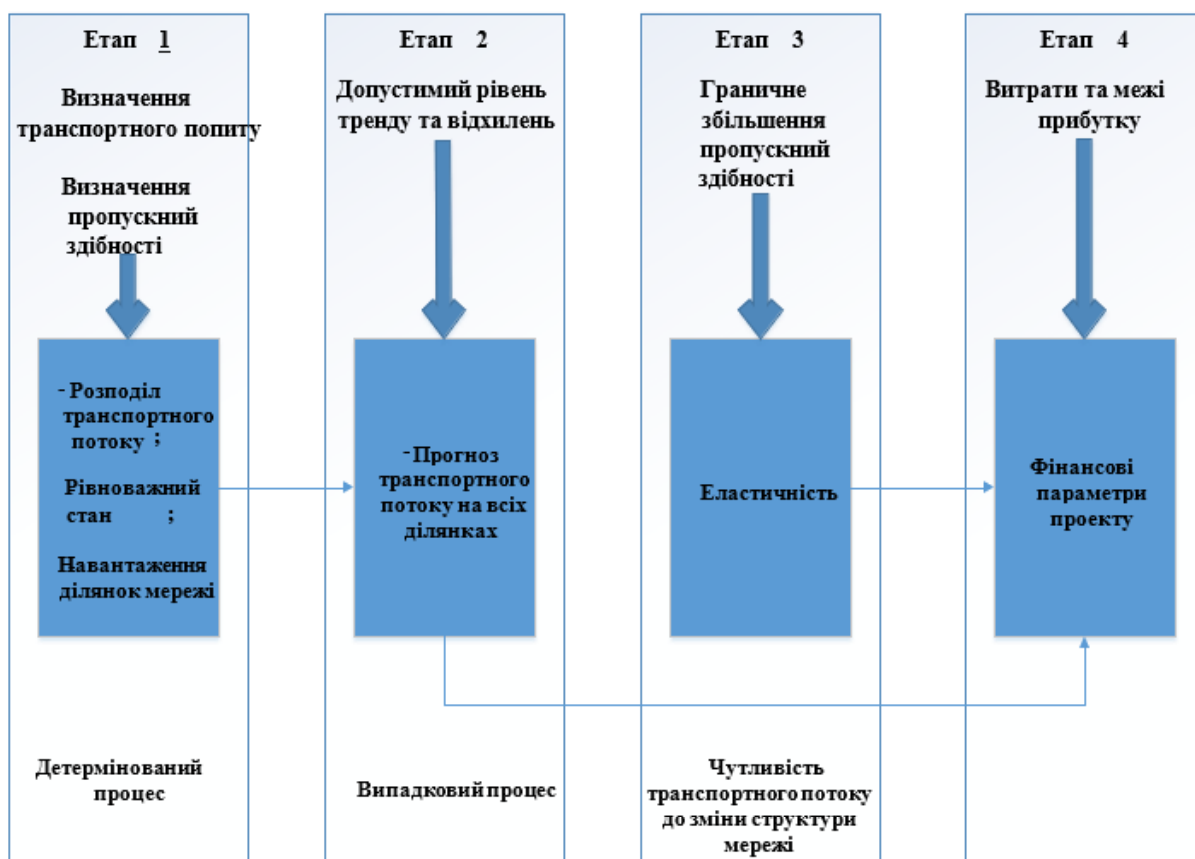 Етап 1
Визначення
транспортного попиту
Визначення
пропускний
здібності
- Розподіл
транспортного
потоку ;
Рівноважний
стан ;
Навантаження
ділянок мережі
Детермінований
процес
Етап 2
Допустимий рівень
тренду та відхилень
- Прогноз
транспортного
потоку на всіх
ділянках
Випадковий процес
Етап 3
Граничне
збільшення
пропускний
здібності
Еластичність
Чутливість
транспортного потоку
до зміни структури
мережі
Етап 4
Витрати та межі
прибутку
Фінансові
параметри
проекту